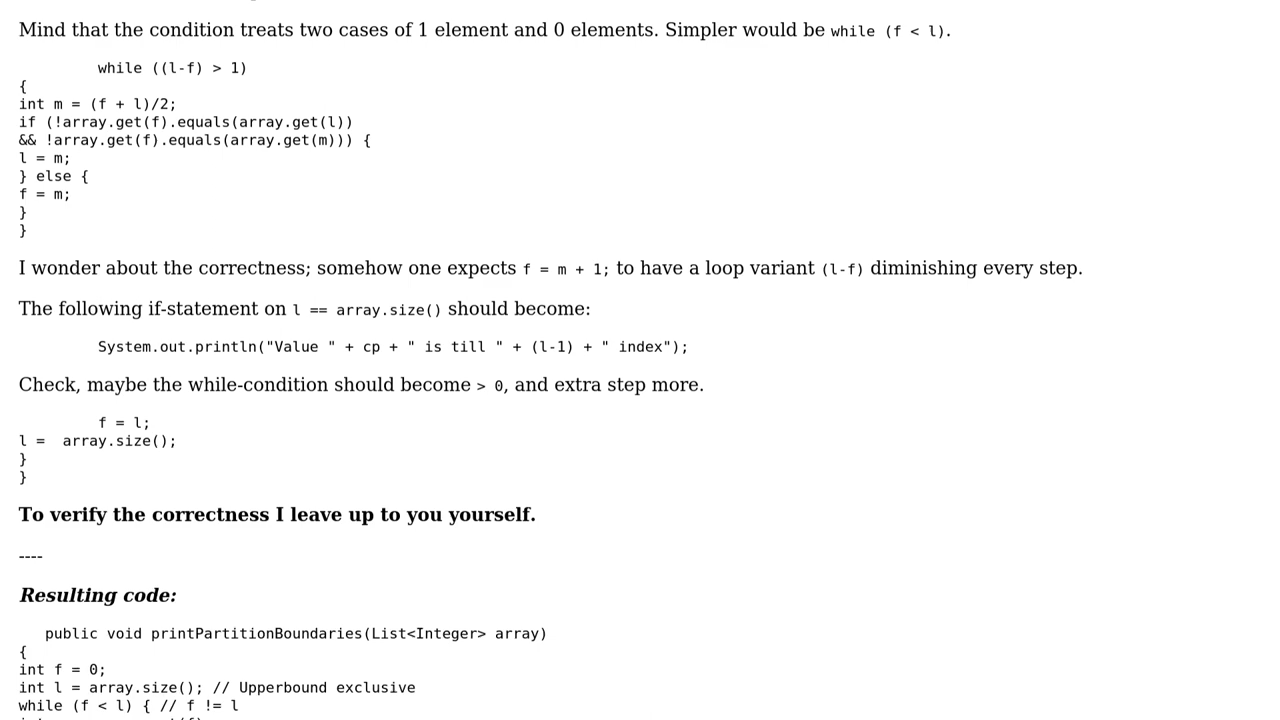 Mind that the condition treats two cases of 1 element and 0 elements. Simpler would be while (f < l).
while ((l-f) > 1)
{
int m = (f + l)/2;
if (!array.get(f).equals(array.get(l))
&& !array.get(f).equals(array.get(m))) {
l = m;
} else {
f = m;
}
}
I wonder about the correctness; somehow one expects f = m + 1; to have a loop variant (l-f) diminishing every step.
The following if-statement on l == array.size() should become:
System.out.println("Value " + cp + " is till " + (l-1) + " index");
Check, maybe the while-condition should become > 0, and extra step more.
f = l;
l =  array.size();
}
}
To verify the correctness I leave up to you yourself.
----
Resulting code:
public void printPartitionBoundaries(List<Integer> array)
{
int f = 0;
int l = array.size(); // Upperbound exclusive
while (f < l) { // f != l